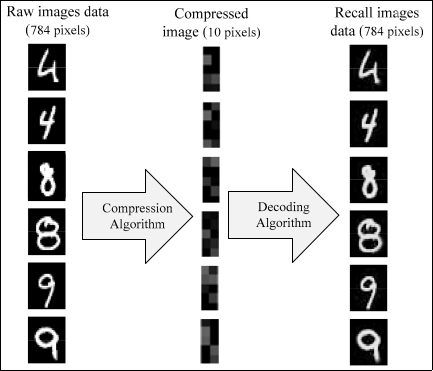 Raw images data
(784 pixels)
Compressed
image (10 pixels)
Recall images
data (784 pixels)
4
4
4
4
8
8
Compression
Algorithm
Decoding
Algorithm
8
8
9
9
9
9